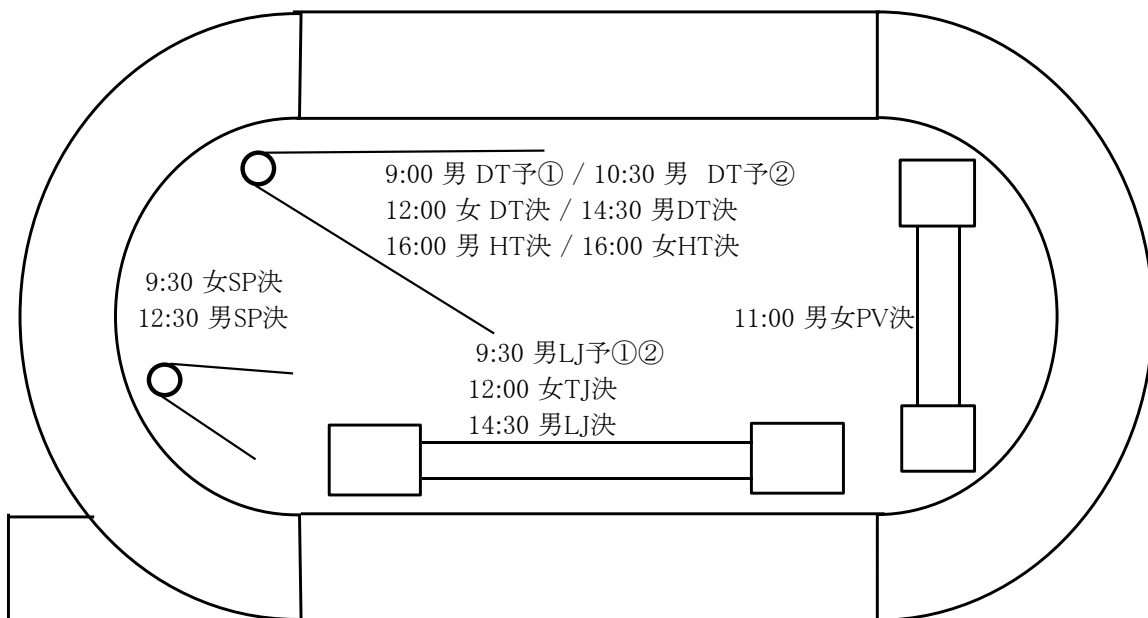 9:00 男 DT予① / 10:30 男 DT予②
12:00 女 DT決 / 14:30 男DT決
16:00 男 HT決 / 16:00 女HT決
9:30 女SP決
12:30 男SP決
11:00 男女PV決
9:30 男LJ予①②
12:00 女TJ決
14:30 男LJ決